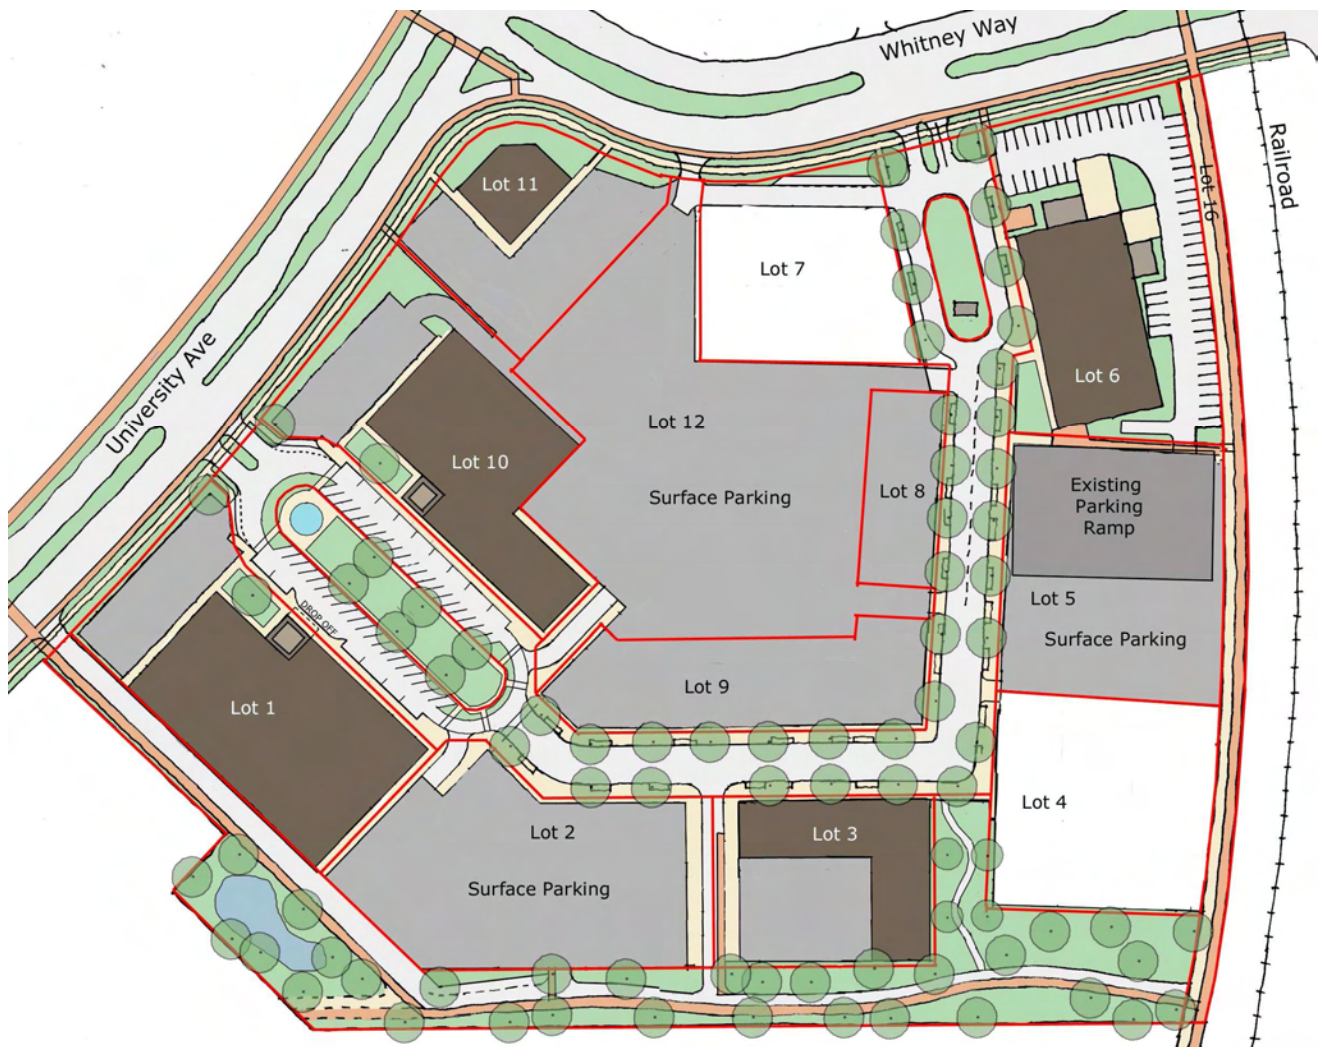 Whitney Way
Railroad
Lot 16
Lot 11
Lot 7
University Ave
Lot 6
Lot 12
Lot 10
Lot 8
Surface Parking
Existing
Parking
Ramp
Lot 5
Surface Parking
DROP OFF
Lot 9
Lot 1
Lot 4
Lot 2
Lot 3
Surface Parking